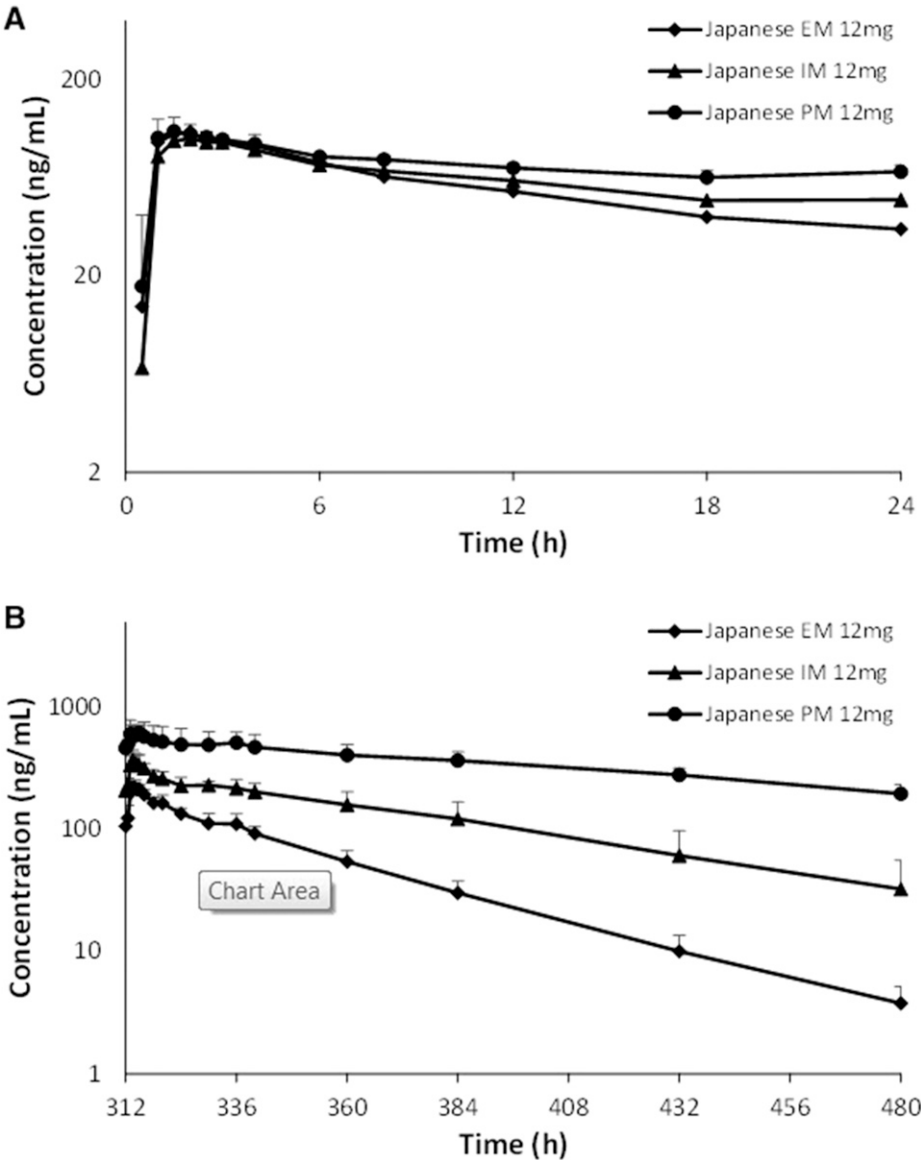 A
Concentration (ng/mL)
200
20
2
0 6 12 18 24
Time (h)
Japanese EM 12mg
Japanese IM 12mg
Japanese PM 12mg
B
Concentration (ng/mL)
1000
100
10
1
312 336 360 384 408 432 456 480
Time (h)
Japanese EM 12mg
Japanese IM 12mg
Japanese PM 12mg
Chart Area